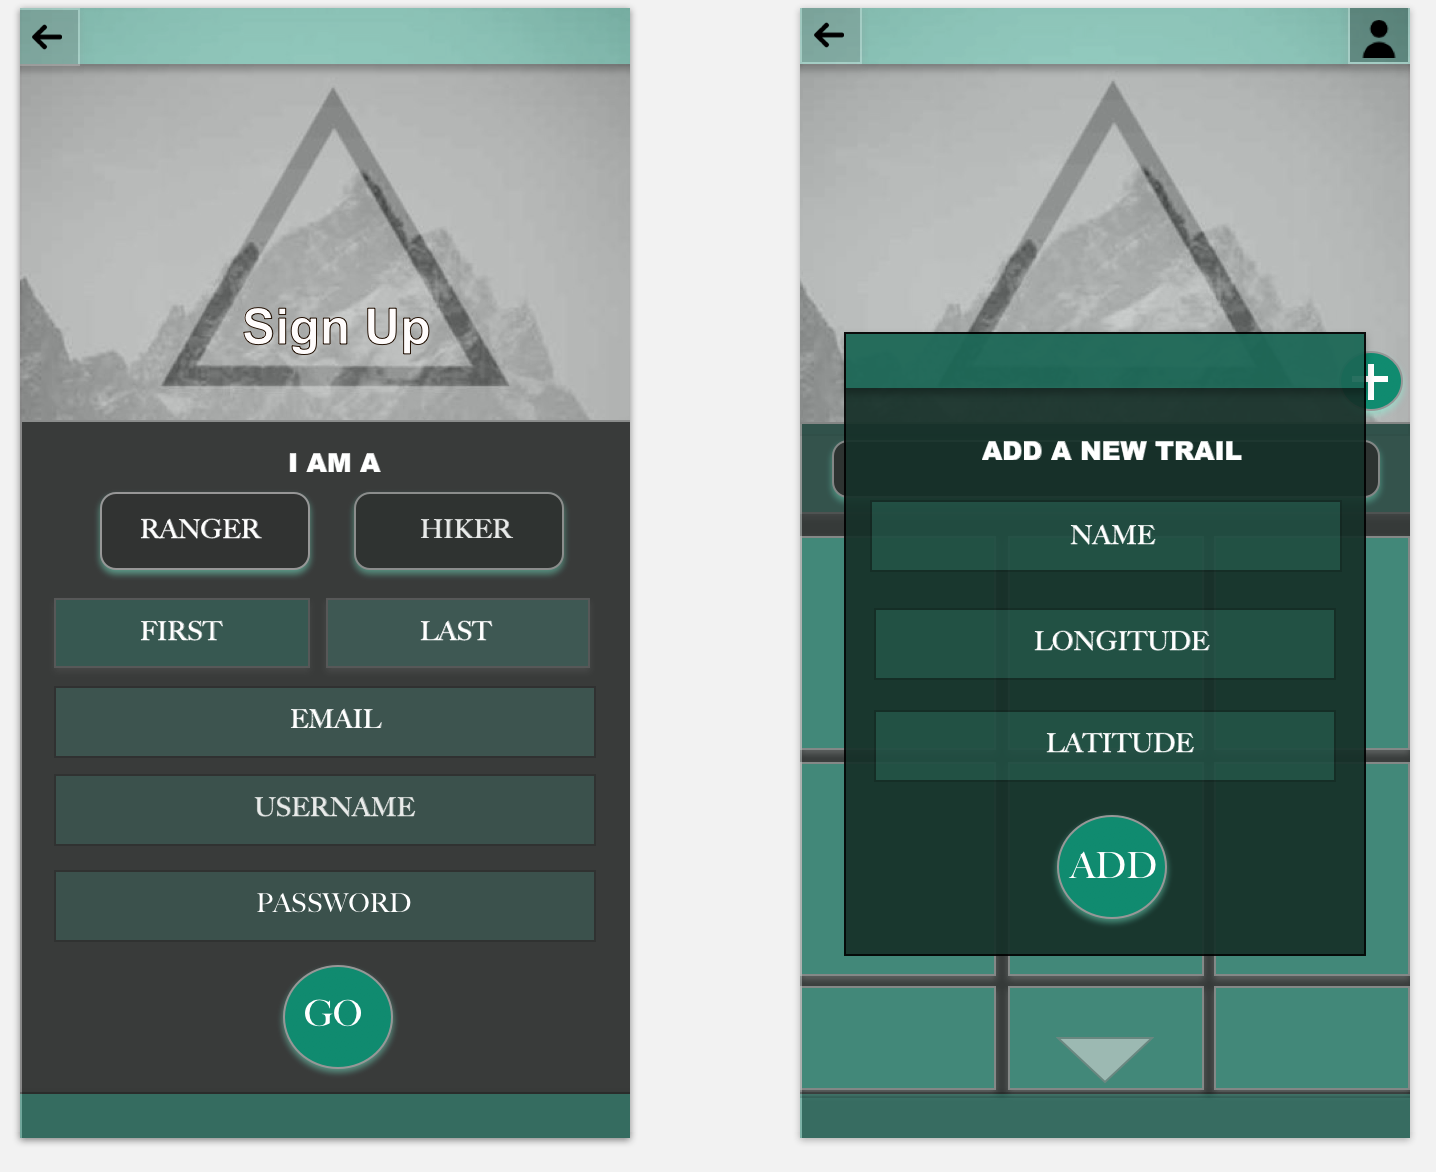 Sign Up
I AM A
RANGER HIKER
FIRST LAST
EMAIL
USERNAME
PASSWORD
GO
ADD A NEW TRAIL
NAME
LONGITUDE
LATITUDE
ADD